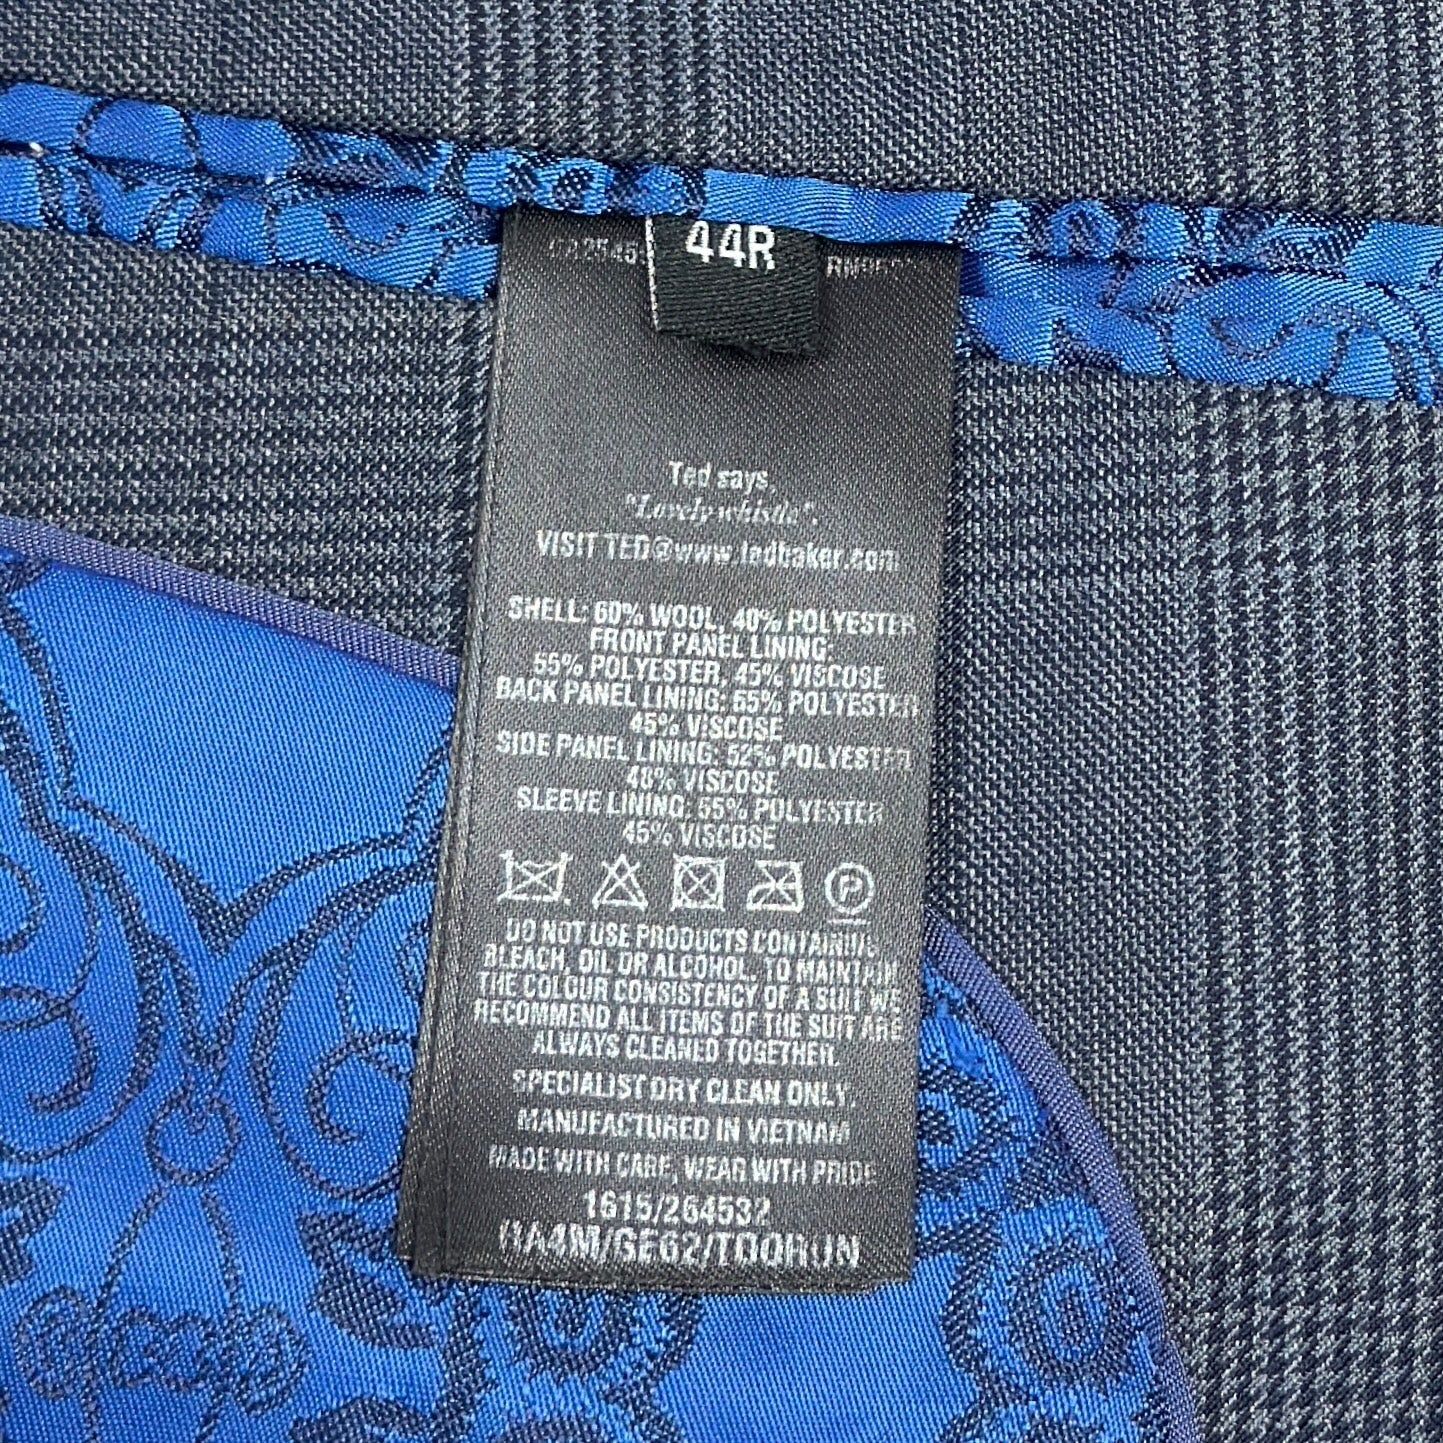 44R
Ted says,
"Lovely whistle".
VISIT TED@www.tedbaker.com
SHELL: 60% WOOL, 40% POLYESTER
FRONT PANEL LINING:
55% POLYESTER, 45% VISCOSE
BACK PANEL LINING: 55% POLYESTER
45% VISCOSE
SIDE PANEL LINING: 52% POLYESTER
48% VISCOSE
SLEEVE LINING: 55% POLYESTER
45% VISCOSE
P
DO NOT USE PRODUCTS CONTAINING
BLEACH, OIL OR ALCOHOL. TO MAINTAIN
THE COLOUR CONSISTENCY OF A SUIT WE
RECOMMEND ALL ITEMS OF THE SUIT ARE
ALWAYS CLEANED TOGETHER.
SPECIALIST DRY CLEAN ONLY.
MANUFACTURED IN VIETNAM
MADE WITH CARE, WEAR WITH PRIDE
1615/264532
HA4M/GE62/TOORUN